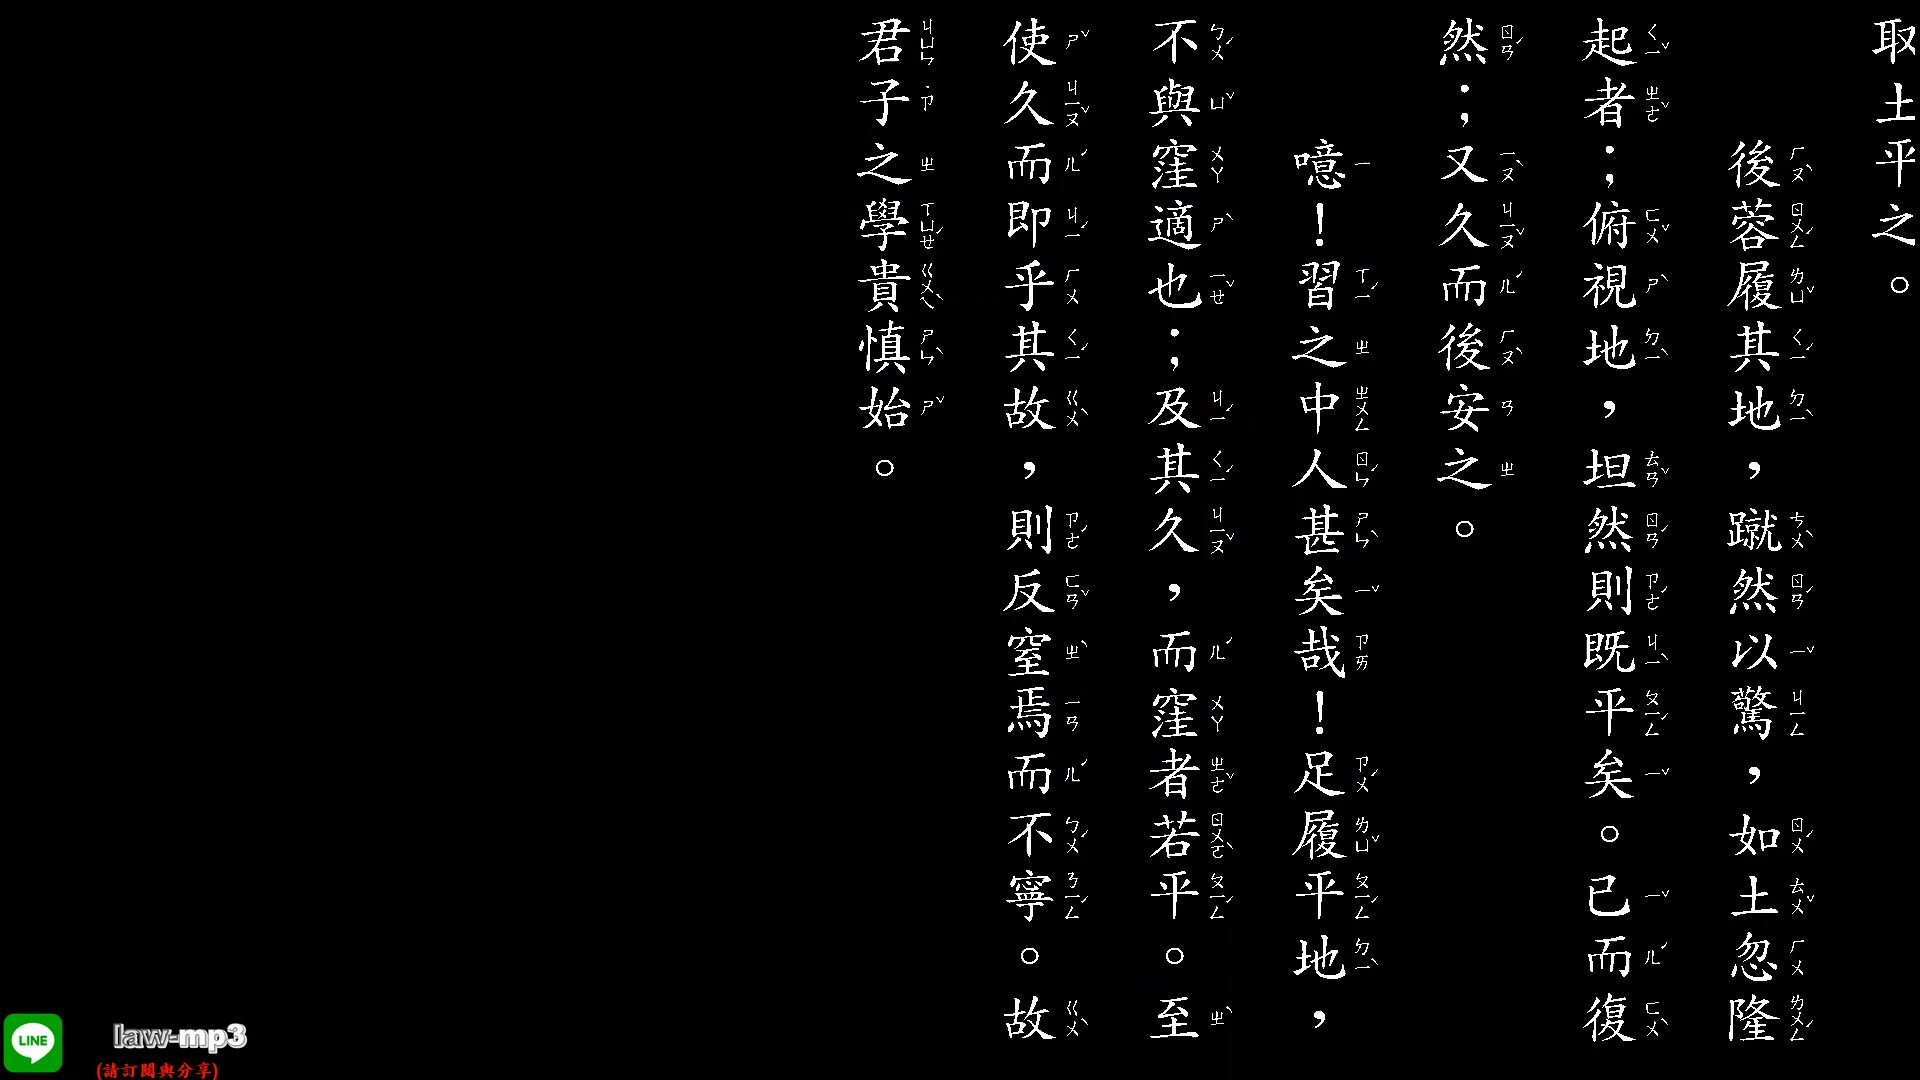 取土平之。
後蓉履其地，蹴然以驚，如土忽隆
起者；俯視地，坦然則既平矣。已而復
然；又久而後安之。
噫！習之中人甚矣哉！足履平地，
不與窪適也；及其久，而窪者若平。至
使久而即乎其故，則反窒焉而不寧。故
君子之學貴慎始。
LINE
law-mp3
(請訂閱與分享)